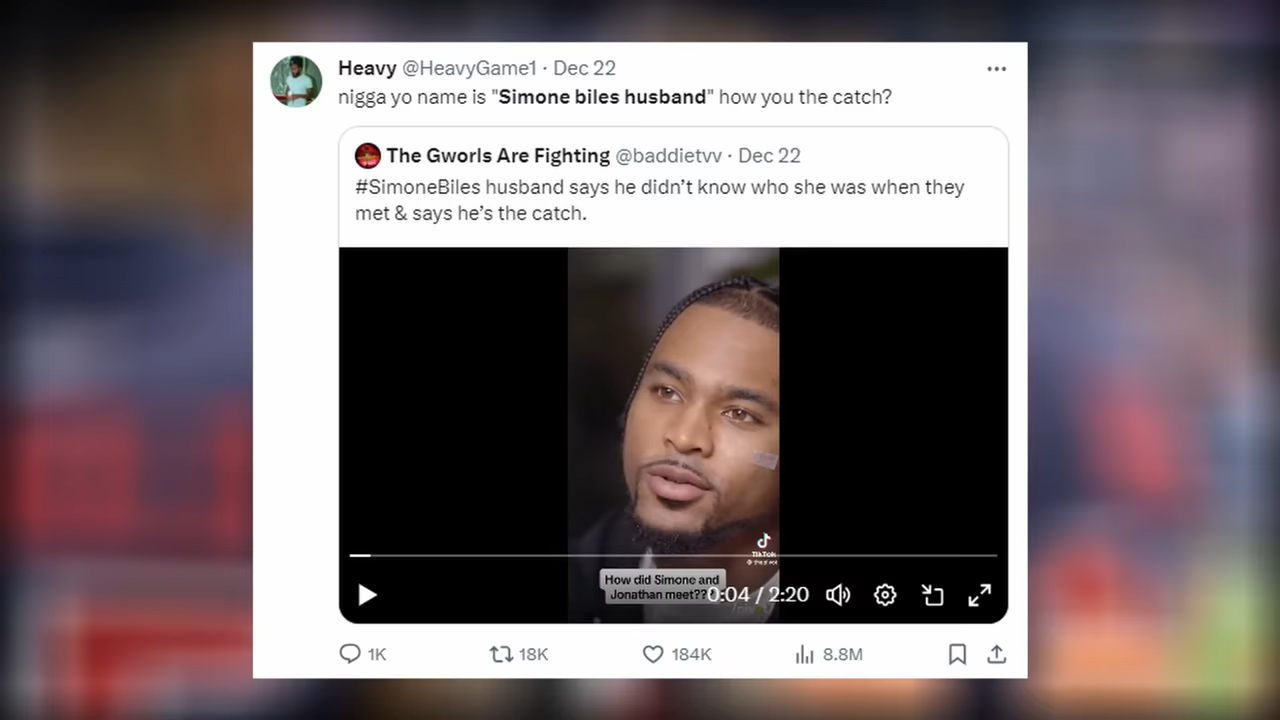 Heavy @HeavyGame1 · Dec 22
nigga yo name is "Simone biles husband" how you the catch?
The Gworls Are Fighting @baddietvv · Dec 22
#SimoneBiles husband says he didn’t know who she was when they
met & says he’s the catch.
TikTok
How did Simone and
Jonathan meet??
0:04 / 2:20
1K
18K
184K
8.8M